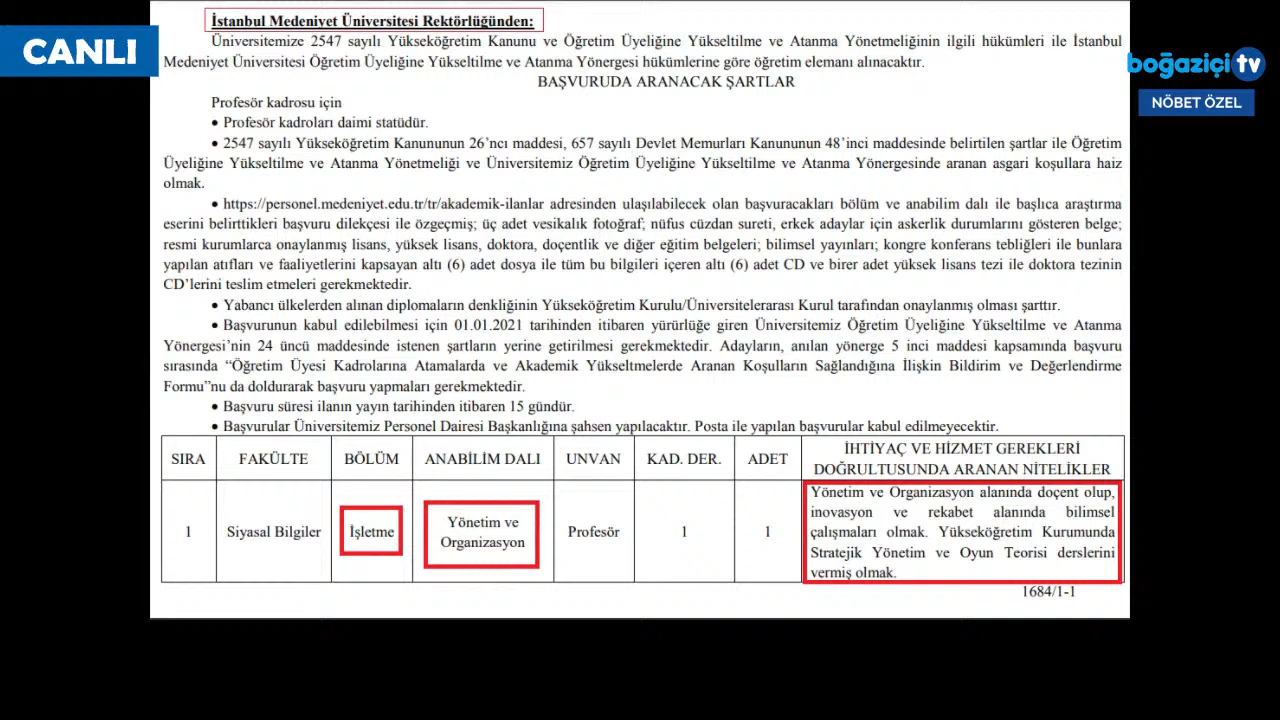 CANLI
boğaziçi tv
NÖBET ÖZEL
İstanbul Medeniyet Üniversitesi Rektörlüğünden:
Üniversitemize 2547 sayılı Yükseköğretim Kanunu ve Öğretim Üyeliğine Yükseltilme ve Atanma Yönetmeliğinin ilgili hükümleri ile İstanbul
Medeniyet Üniversitesi Öğretim Üyeliğine Yükseltilme ve Atanma Yönergesi hükümlerine göre öğretim elemanı alınacaktır.
BAŞVURUDA ARANACAK ŞARTLAR
Profesör kadrosu için
• Profesör kadroları daimi statüdür.
• 2547 sayılı Yükseköğretim Kanununun 26’ncı maddesi, 657 sayılı Devlet Memurları Kanununun 48’inci maddesinde belirtilen şartlar ile Öğretim
Üyeliğine Yükseltilme ve Atanma Yönetmeliği ve Üniversitemiz Öğretim Üyeliğine Yükseltilme ve Atanma Yönergesinde aranan asgari koşullara haiz
olmak.
• https://personel.medeniyet.edu.tr/tr/akademik-ilanlar adresinden ulaşılabilecek olan başvuracakları bölüm ve anabilim dalı ile başlıca araştırma
eserini belirttikleri başvuru dilekçesi ile özgeçmiş; üç adet vesikalık fotoğraf; nüfus cüzdan sureti, erkek adaylar için askerlik durumlarını gösteren belge;
resmi kurumlarca onaylanmış lisans, yüksek lisans, doktora, doçentlik ve diğer eğitim belgeleri; bilimsel yayınları; kongre konferans tebliğleri ile bunlara
yapılan atıfları ve faaliyetlerini kapsayan altı (6) adet dosya ile tüm bu bilgileri içeren altı (6) adet CD ve birer adet yüksek lisans tezi ile doktora tezinin
CD’lerini teslim etmeleri gerekmektedir.
• Yabancı ülkelerden alınan diplomaların denkliğinin Yükseköğretim Kurulu/Üniversitelerarası Kurul tarafından onaylanmış olması şarttır.
• Başvurunun kabul edilebilmesi için 01.01.2021 tarihinden itibaren yürürlüğe giren Üniversitemiz Öğretim Üyeliğine Yükseltilme ve Atanma
Yönergesi’nin 24 üncü maddesinde istenen şartların yerine getirilmesi gerekmektedir. Adayların, anılan yönerge 5 inci maddesi kapsamında başvuru
sırasında “Öğretim Üyesi Kadrolarına Atamalarda ve Akademik Yükseltmelerde Aranan Koşulların Sağlandığına İlişkin Bildirim ve Değerlendirme
Formu”nu da doldurarak başvuru yapmaları gerekmektedir.
• Başvuru süresi ilanın yayın tarihinden itibaren 15 gündür.
• Başvurular Üniversitemiz Personel Dairesi Başkanlığına şahsen yapılacaktır. Posta ile yapılan başvurular kabul edilmeyecektir.
SIRA FAKÜLTE BÖLÜM ANABİLİM DALI UNVAN KAD. DER. ADET
İHTİYAÇ VE HİZMET GEREKLERİ
DOĞRULTUSUNDA ARANAN NİTELİKLER
1 Siyasal Bilgiler İşletme
Yönetim ve
Organizasyon
Profesör 1 1
Yönetim ve Organizasyon alanında doçent olup,
inovasyon ve rekabet alanında bilimsel
çalışmaları olmak. Yükseköğretim Kurumunda
Stratejik Yönetim ve Oyun Teorisi derslerini
vermiş olmak.
1684/1-1